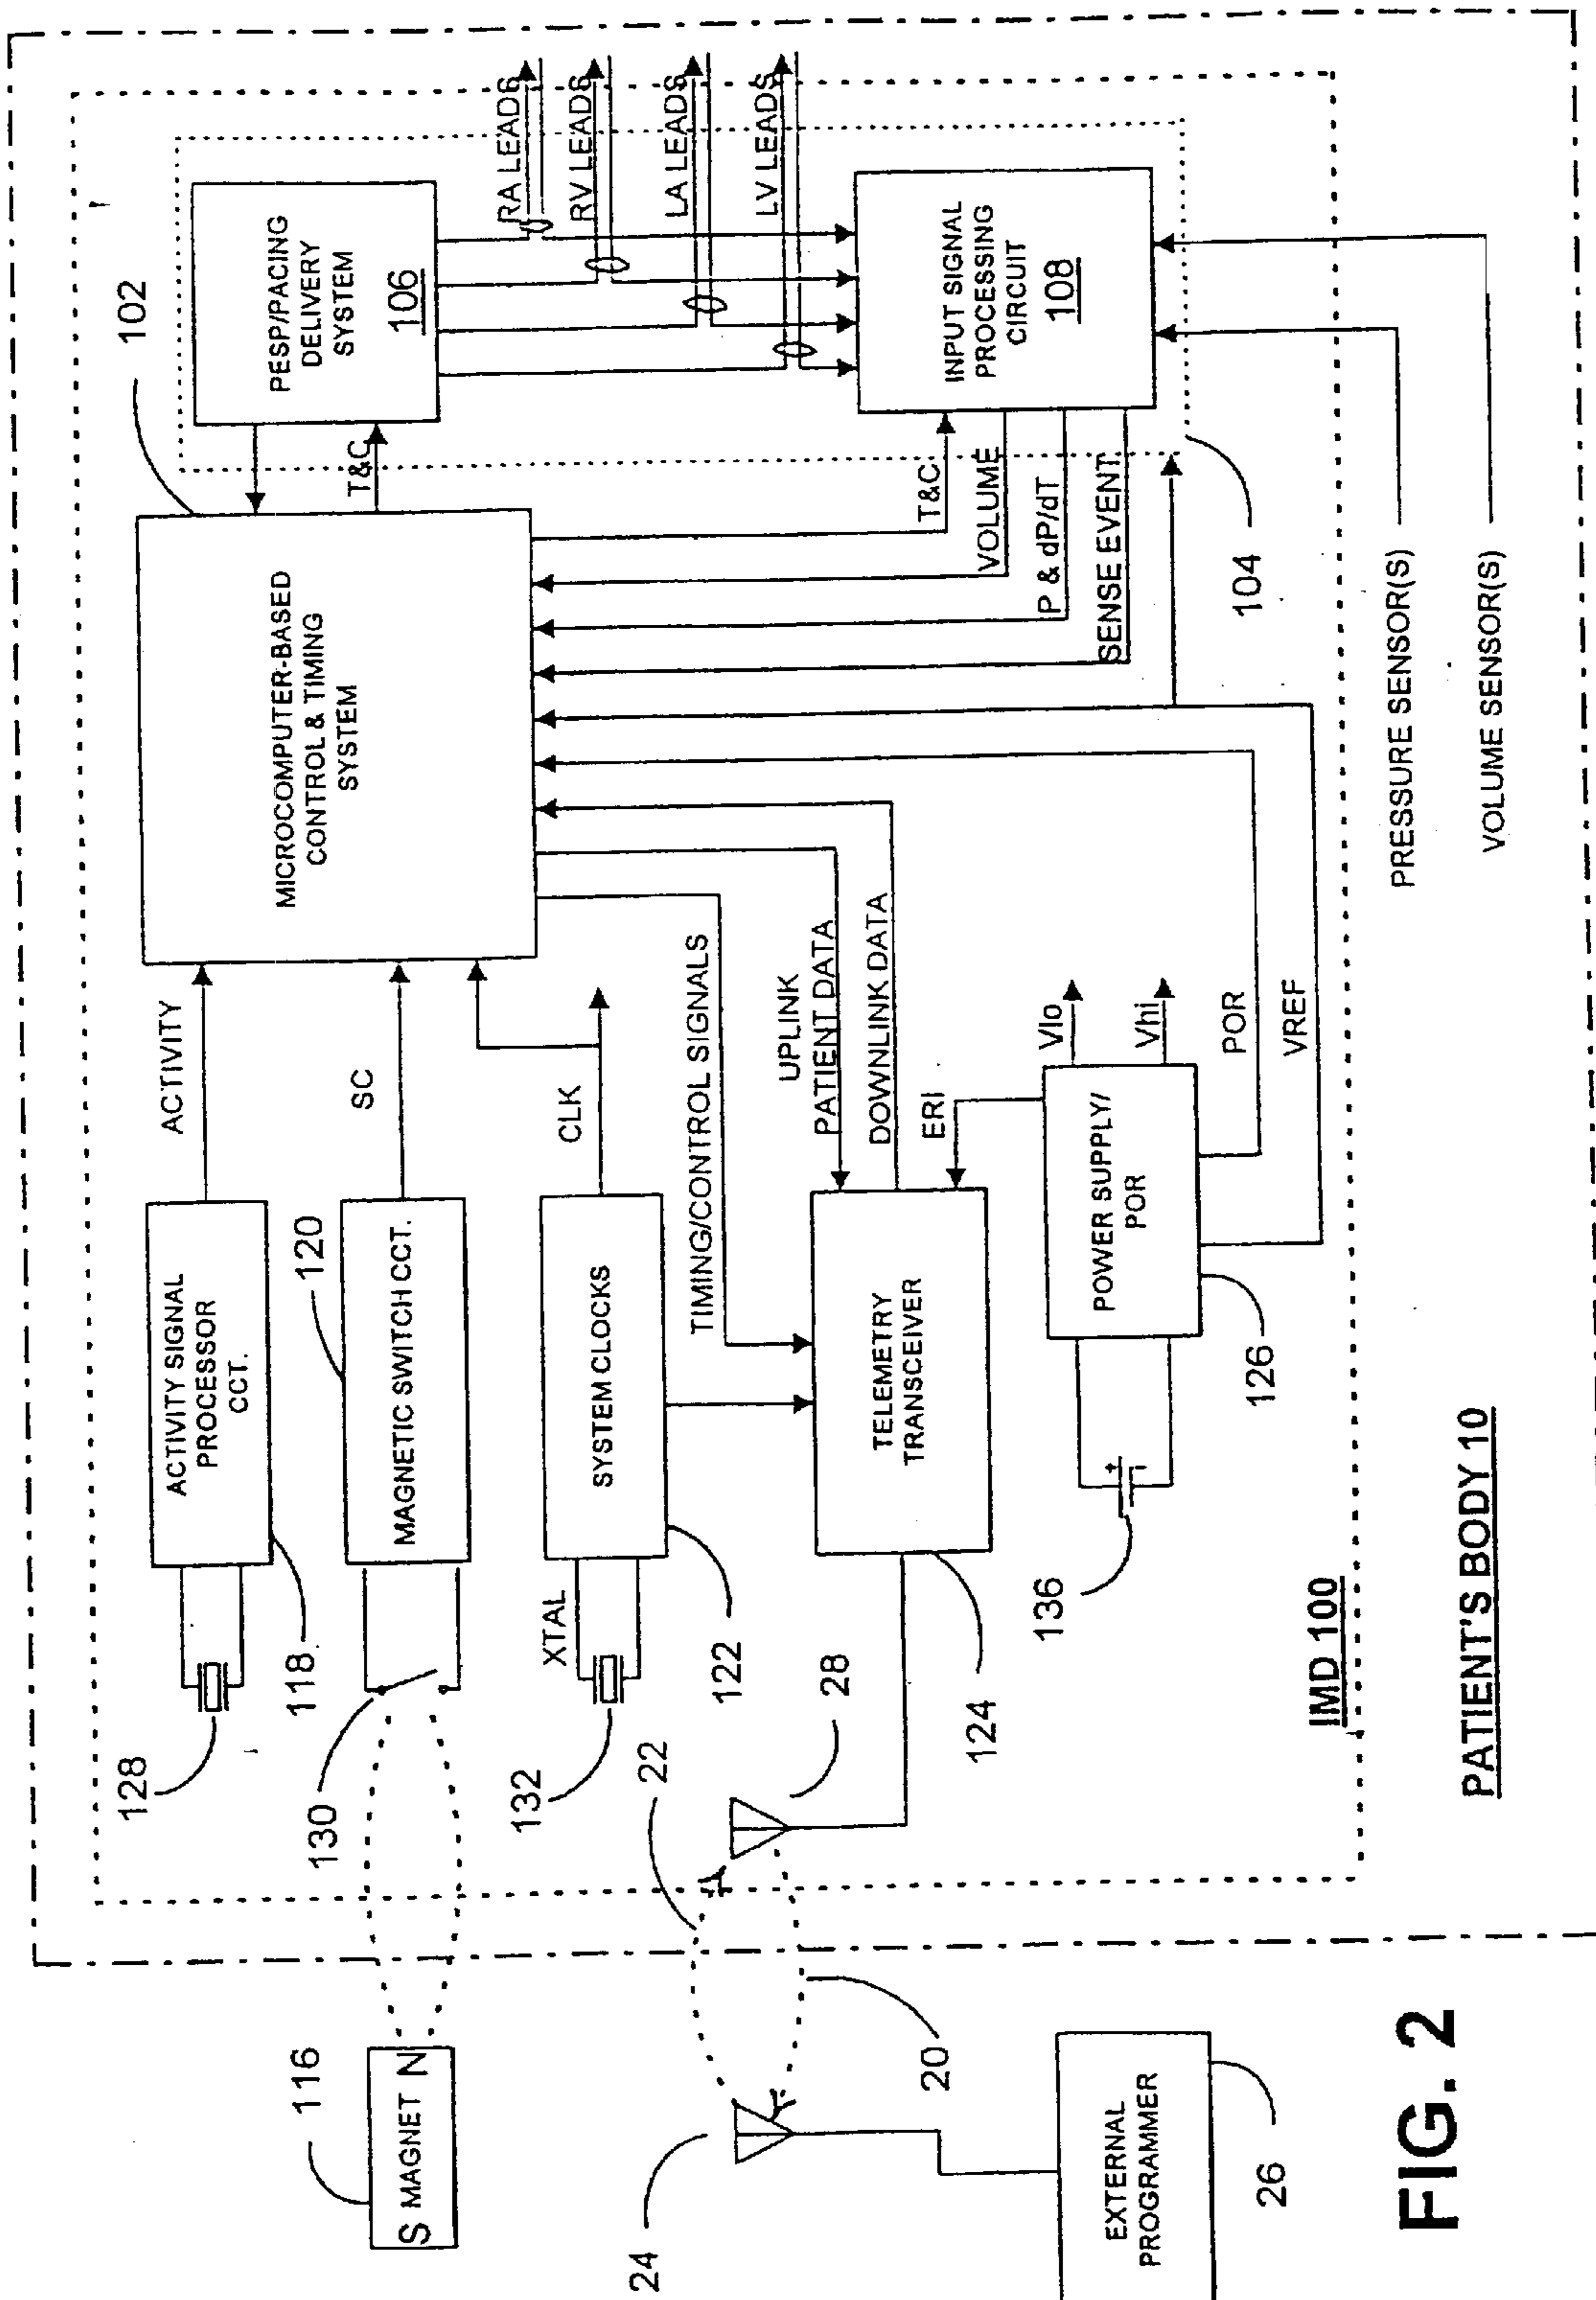 116
S MAGNET N
24
EXTERNAL
PROGRAMMER
26
20
22
28
128
118
130
132
XTAL
122
124
136
126
120
ACTIVITY SIGNAL
PROCESSOR
CCT.
MAGNETIC SWITCH CCT.
SYSTEM CLOCKS
TELEMETRY
TRANSCEIVER
POWER SUPPLY/
POR
ACTIVITY
SC
CLK
TIMING/CONTROL SIGNALS
UPLINK
PATIENT DATA
DOWNLINK DATA
ERI
Vlo
Vhi
POR
VREF
102
MICROCOMPUTER-BASED
CONTROL & TIMING
SYSTEM
T&C
T&C
VOLUME
P & dP/dT
SENSE EVENT
104
PESP/PACING
DELIVERY
SYSTEM
106
RA LEADS
RV LEADS
LA LEADS
LV LEADS
INPUT SIGNAL
PROCESSING
CIRCUIT
108
PRESSURE SENSOR(S)
VOLUME SENSOR(S)
IMD 100
PATIENT'S BODY 10
FIG. 2